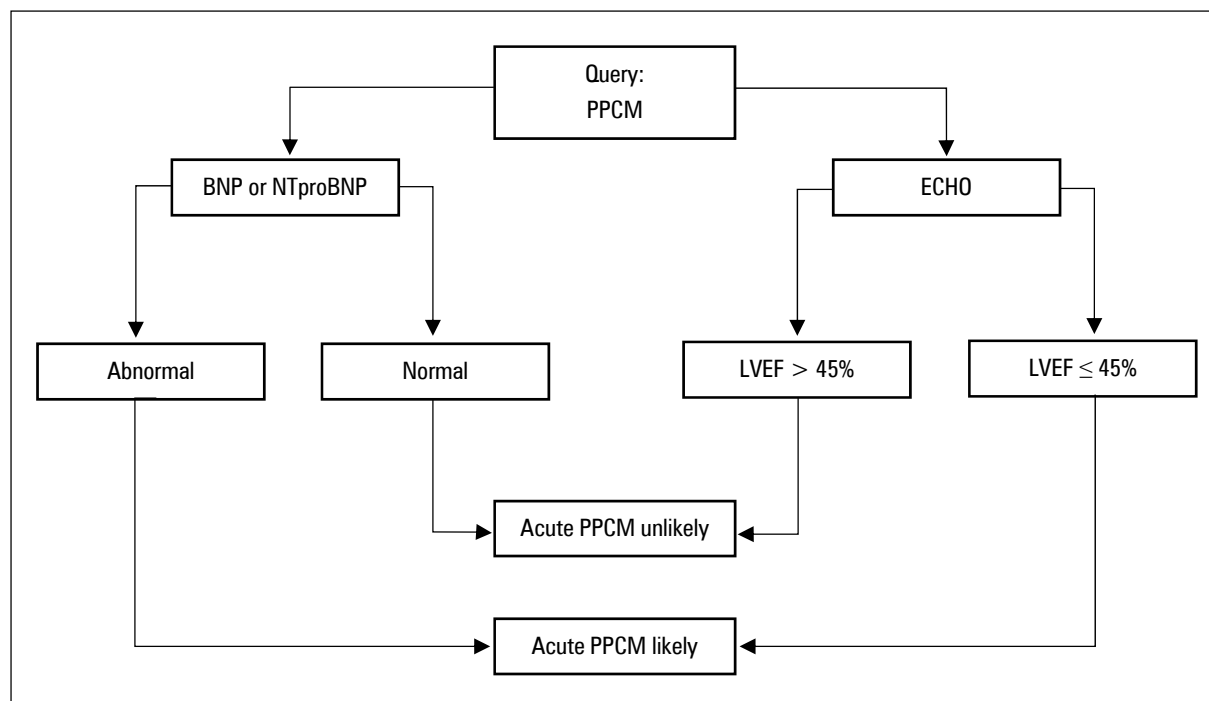 Query:
PPCM
BNP or NTproBNP
ECHO
Abnormal
Normal
LVEF > 45%
LVEF ≤ 45%
Acute PPCM unlikely
Acute PPCM likely